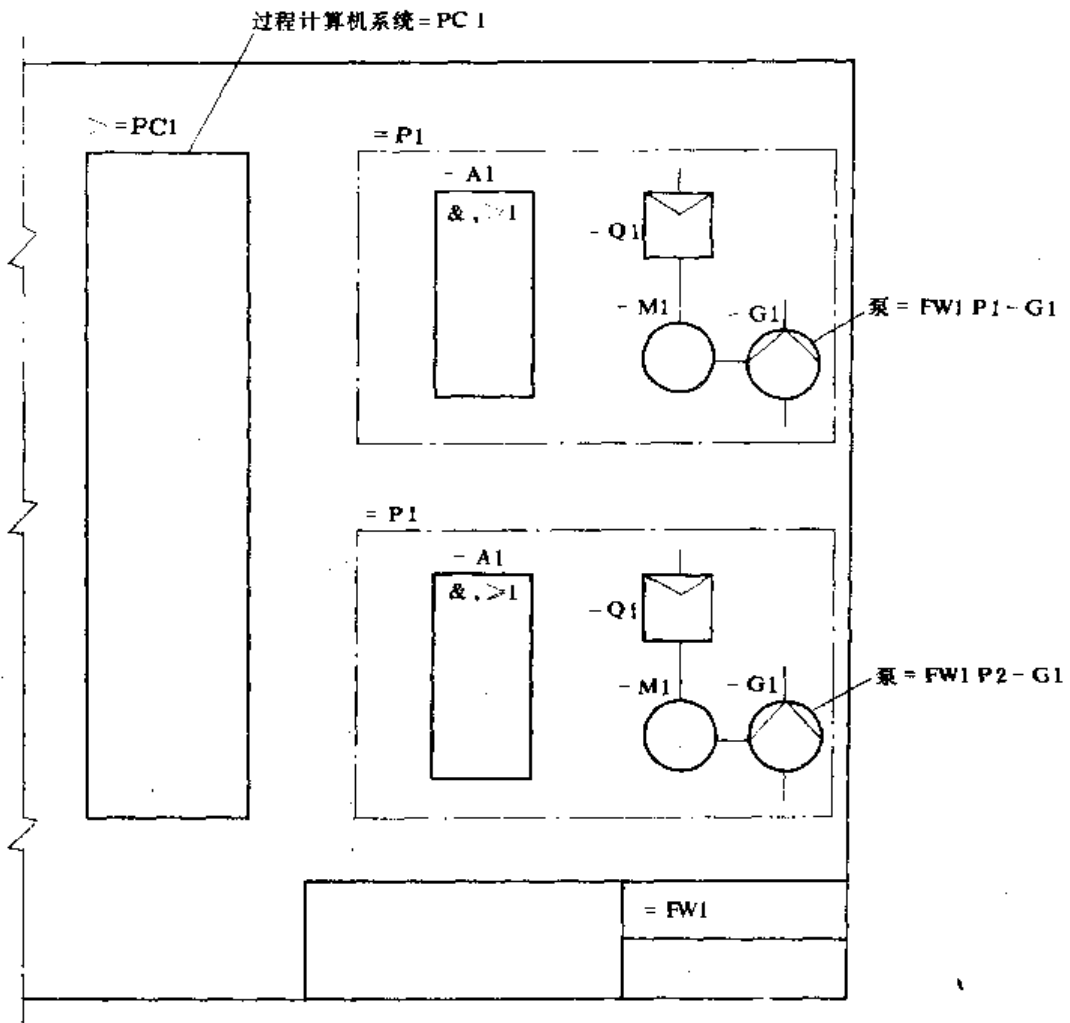 过程计算机系统=PC 1
> =PC1
= P1
- A1
&, ≥1
- Q1
- M1
- G1
泵 = FW1 P1 - G1
= P1
- A1
&, ≥1
- Q1
- M1
- G1
泵 = FW1 P2 - G1
= FW1